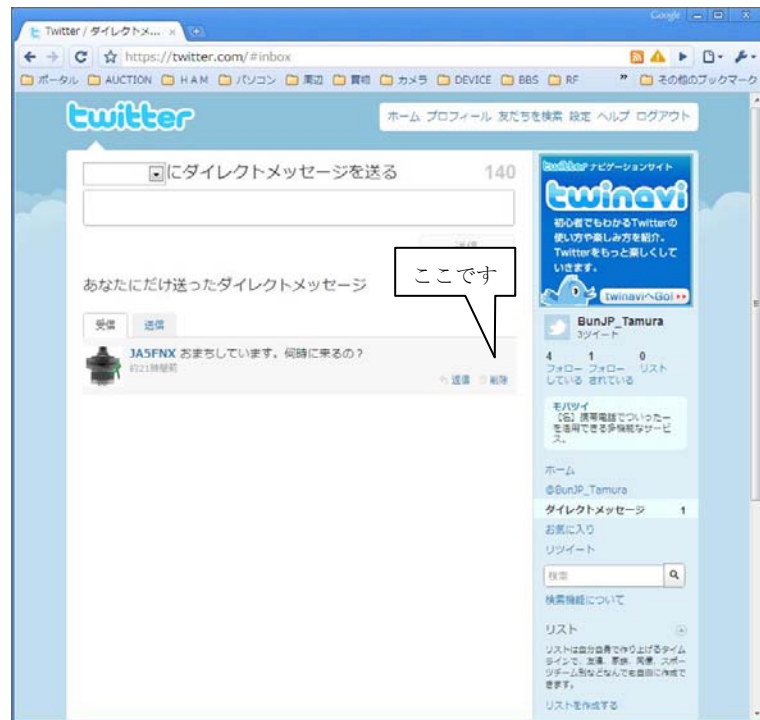 Google
Twitter / ダイレクトメッ...
https://twitter.com/#inbox
ポータル AUCTION HAM パソコン 周辺 買物 カメラ DEVICE BBS RF » その他のブックマーク
twitter
ホーム プロフィール 友だちを検索 設定 ヘルプ ログアウト
にダイレクトメッセージを送る 140
送信
ここです
あなたにだけ送ったダイレクトメッセージ
受信 送信
JA5FNX おまちしています。何時に来るの?
約21時間前
返信 削除
twitter ナビゲーションサイト
twinavi
初心者でもわかるTwitterの
使い方や楽しみ方を紹介。
Twitterをもっと楽しくして
いきます。
twinaviへGo!
BunJP_Tamura
3ツイート
4 1 0
フォロー フォロー リスト
している されている
モバツイ
【名】携帯電話でついったー
を活用できる多機能なサービ
ス。
ホーム
@BunJP_Tamura
ダイレクトメッセージ 1
お気に入り
リツイート
検索
検索機能について
リスト
リストは自分自身で作り上げるタイム
ラインで、友達、家族、同僚、スポー
ツチーム別などなんでも自由に作成で
きます。
リストを作成する